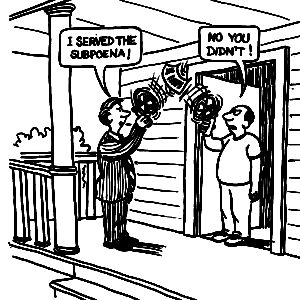 I SERVED THE
SUBPOENA!
NO YOU
DIDN'T!